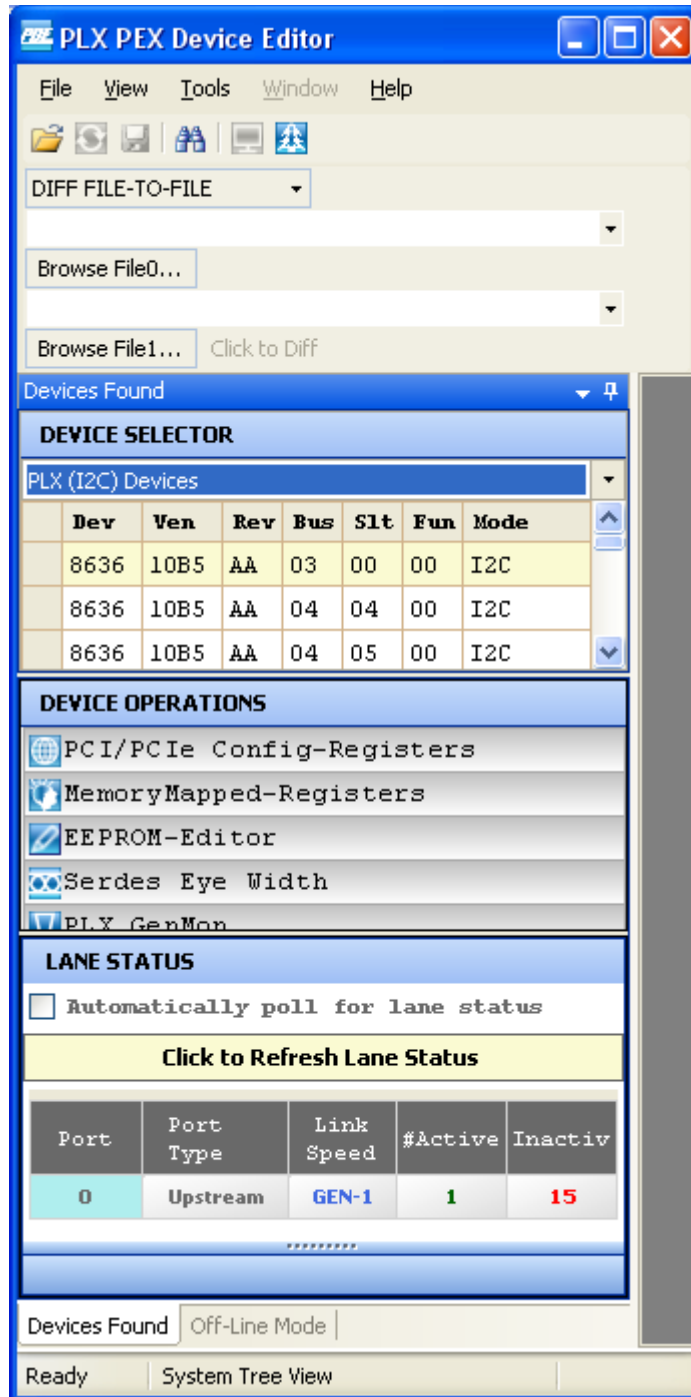 PLX PEX Device Editor
File View Tools Window Help
DIFF FILE-TO-FILE
Browse File0...
Browse File1... Click to Diff
Devices Found
DEVICE SELECTOR
PLX (I2C) Devices
Dev Ven Rev Bus Slt Fun Mode
8636 10B5 AA 03 00 00 I2C
8636 10B5 AA 04 04 00 I2C
8636 10B5 AA 04 05 00 I2C
DEVICE OPERATIONS
PCI/PCIe Config-Registers
MemoryMapped-Registers
EEPROM-Editor
Serdes Eye Width
PLX GenMon
LANE STATUS
Automatically poll for lane status
Click to Refresh Lane Status
Port Port Type Link Speed #Active Inactiv
0 Upstream GEN-1 1 15
Devices Found Off-Line Mode
Ready System Tree View